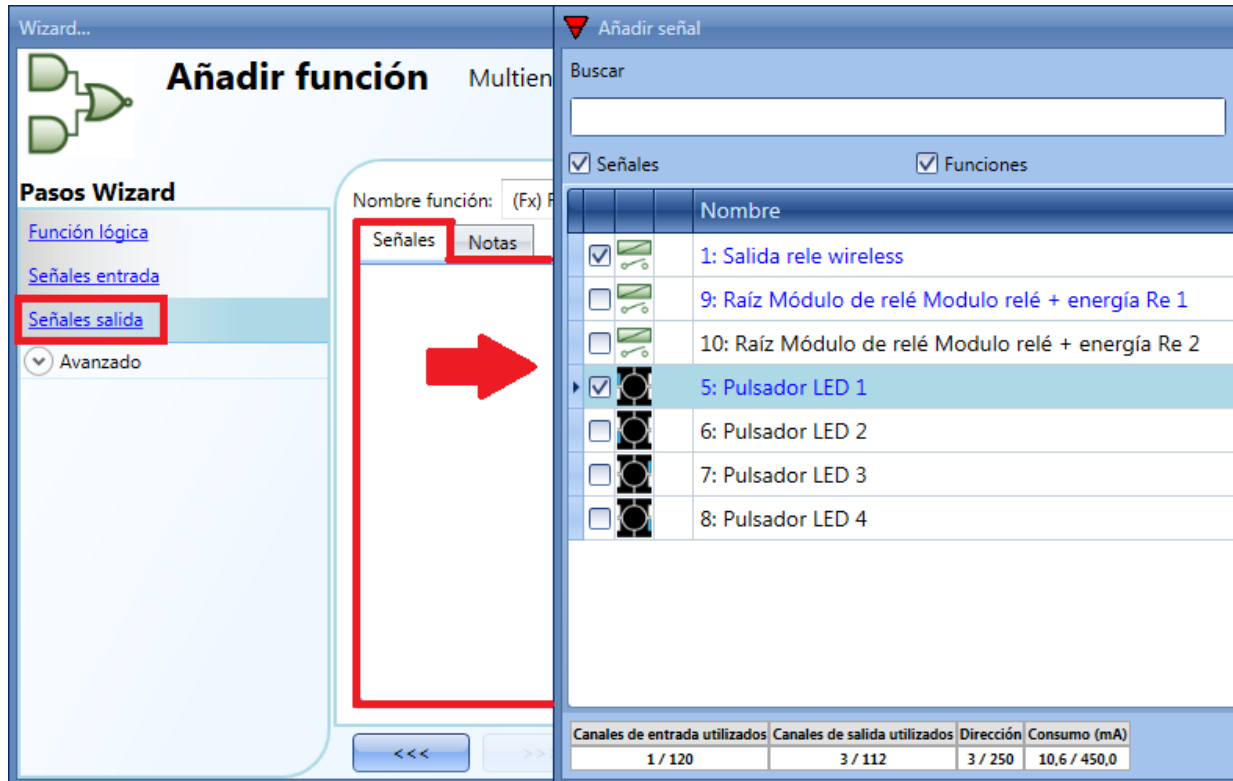 Wizard...
Añadir función Multien
Pasos Wizard
Función lógica
Señales entrada
Señales salida
Avanzado
Nombre función: (Fx) F
Señales Notas
<<< >>
Añadir señal
Buscar
Señales Funciones
Nombre
1: Salida rele wireless
9: Raíz Módulo de relé Modulo relé + energía Re 1
10: Raíz Módulo de relé Modulo relé + energía Re 2
5: Pulsador LED 1
6: Pulsador LED 2
7: Pulsador LED 3
8: Pulsador LED 4
Canales de entrada utilizados Canales de salida utilizados Dirección Consumo (mA)
1 / 120 3 / 112 3 / 250 10,6 / 450,0